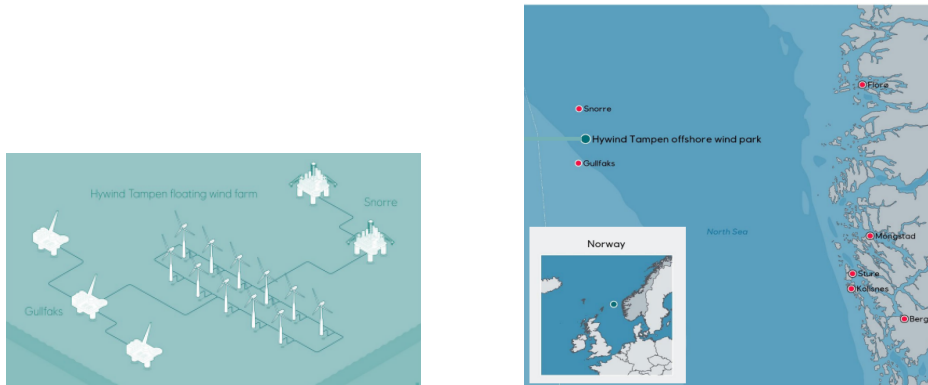 Hywind Tampen floating wind farm
Snorre
Gullfaks
Florø
Snorre
Hywind Tampen offshore wind park
Gullfaks
North Sea
Mongstad
Norway
Sture
Kollsnes
Berg